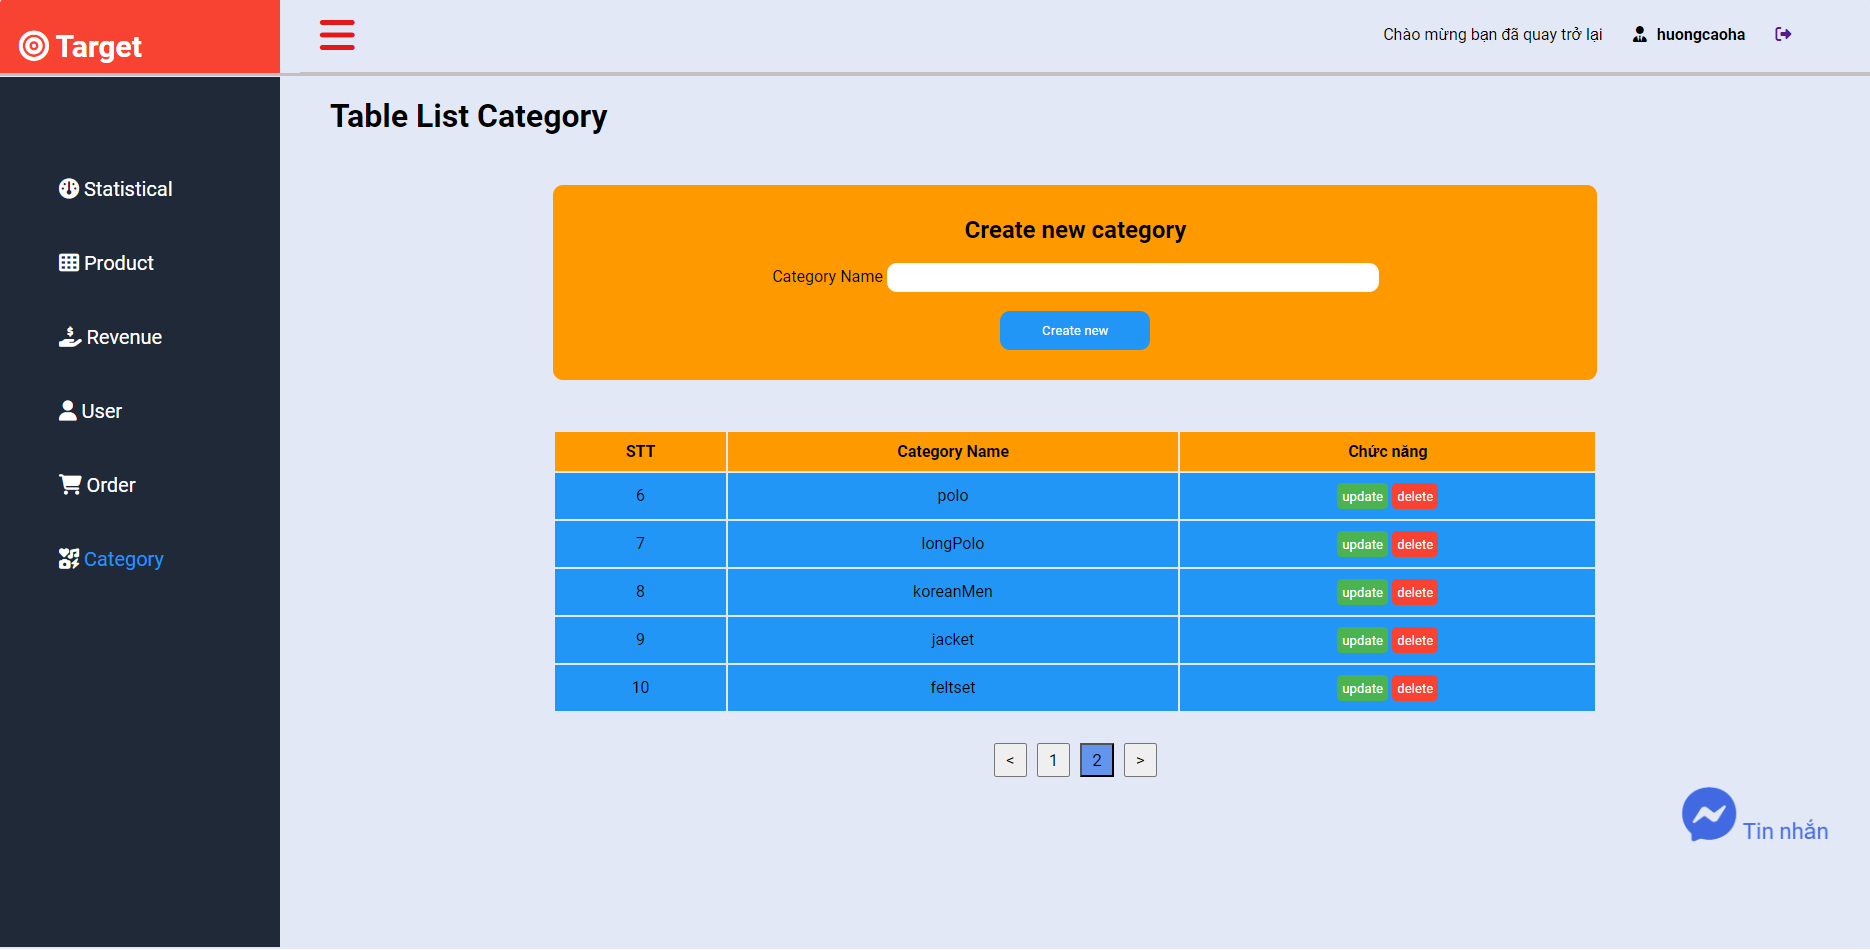 Target
Chào mừng bạn đã quay trở lại huongcaoha
Statistical
Product
Revenue
User
Order
Category
Table List Category
Create new category
Category Name
Create new
STT Category Name Chức năng
6 polo update delete
7 longPolo update delete
8 koreanMen update delete
9 jacket update delete
10 feltset update delete
< 1 2 >
Tin nhắn